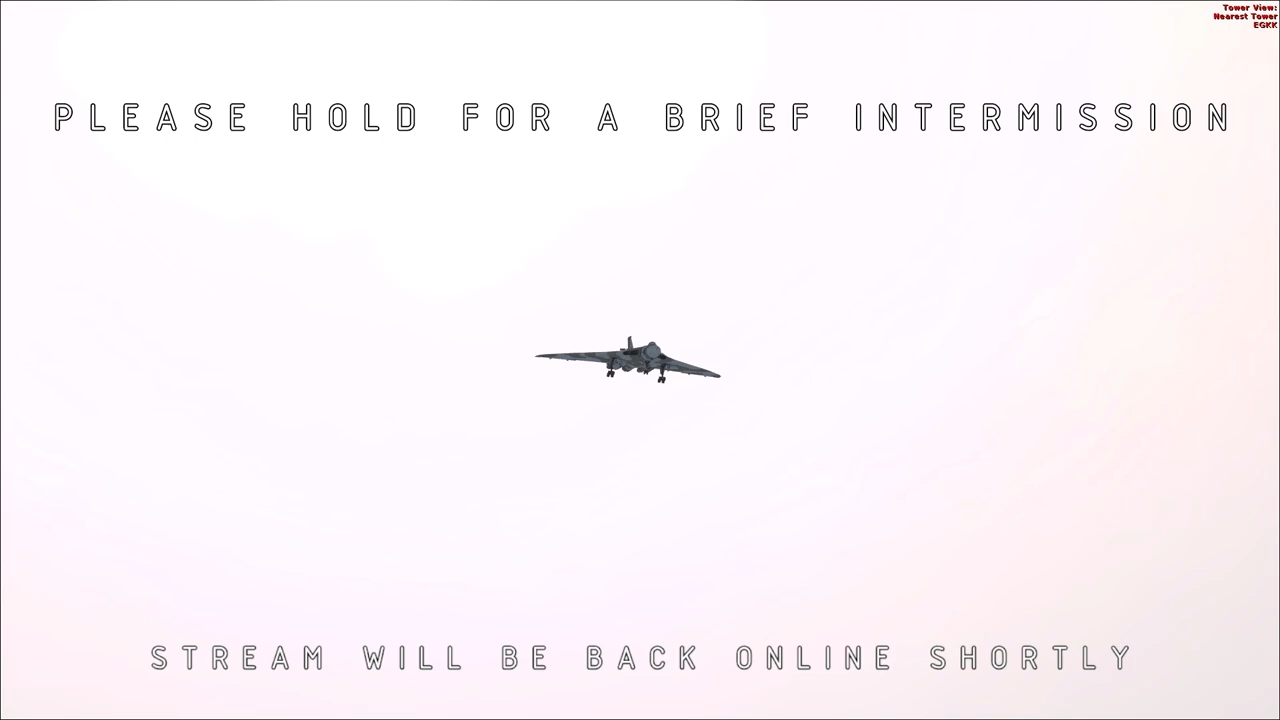 Tower View:
Nearest Tower
EGKK
PLEASE HOLD FOR A BRIEF INTERMISSION
STREAM WILL BE BACK ONLINE SHORTLY